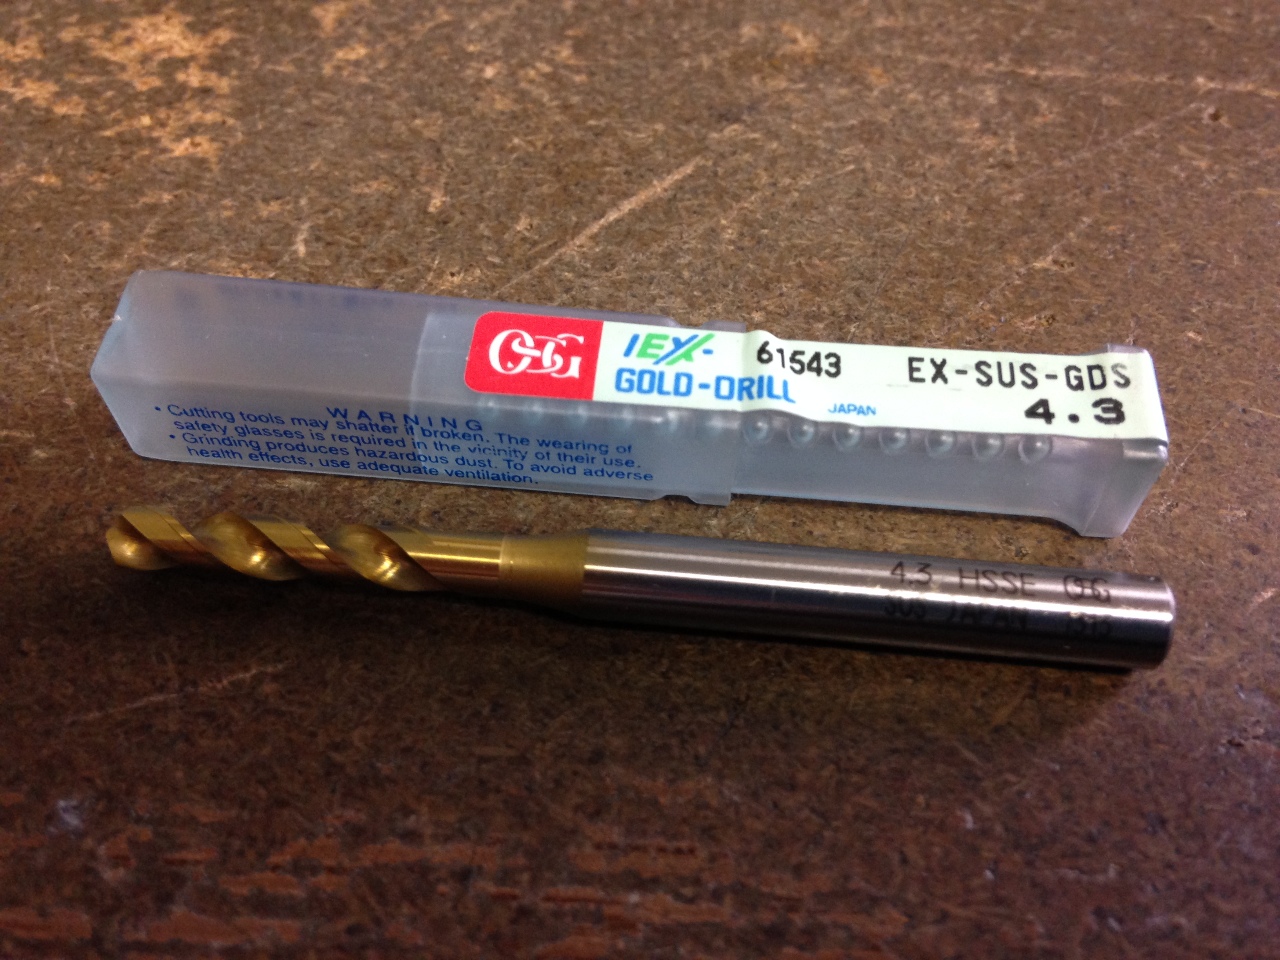 OSG
EX-
GOLD-DRILL
61543
EX-SUS-GDS
4.3
JAPAN
WARNING
• Cutting tools may shatter if broken. The wearing of
safety glasses is required in the vicinity of their use.
• Grinding produces hazardous dust. To avoid adverse
health effects, use adequate ventilation.
4.3 HSSE OSG
SUS JAPAN